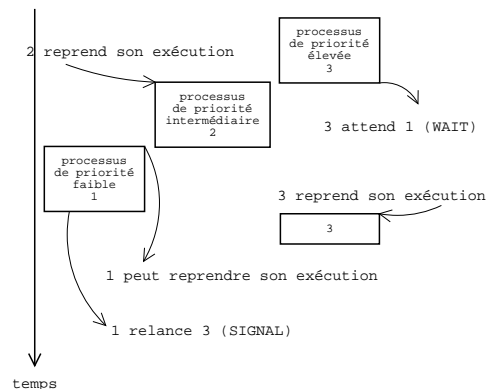 processus
de priorité
élevée
3
2 reprend son exécution
processus
de priorité
intermédiaire
2
3 attend 1 (WAIT)
processus
de priorité
faible
1
3 reprend son exécution
3
1 peut reprendre son exécution
1 relance 3 (SIGNAL)
temps